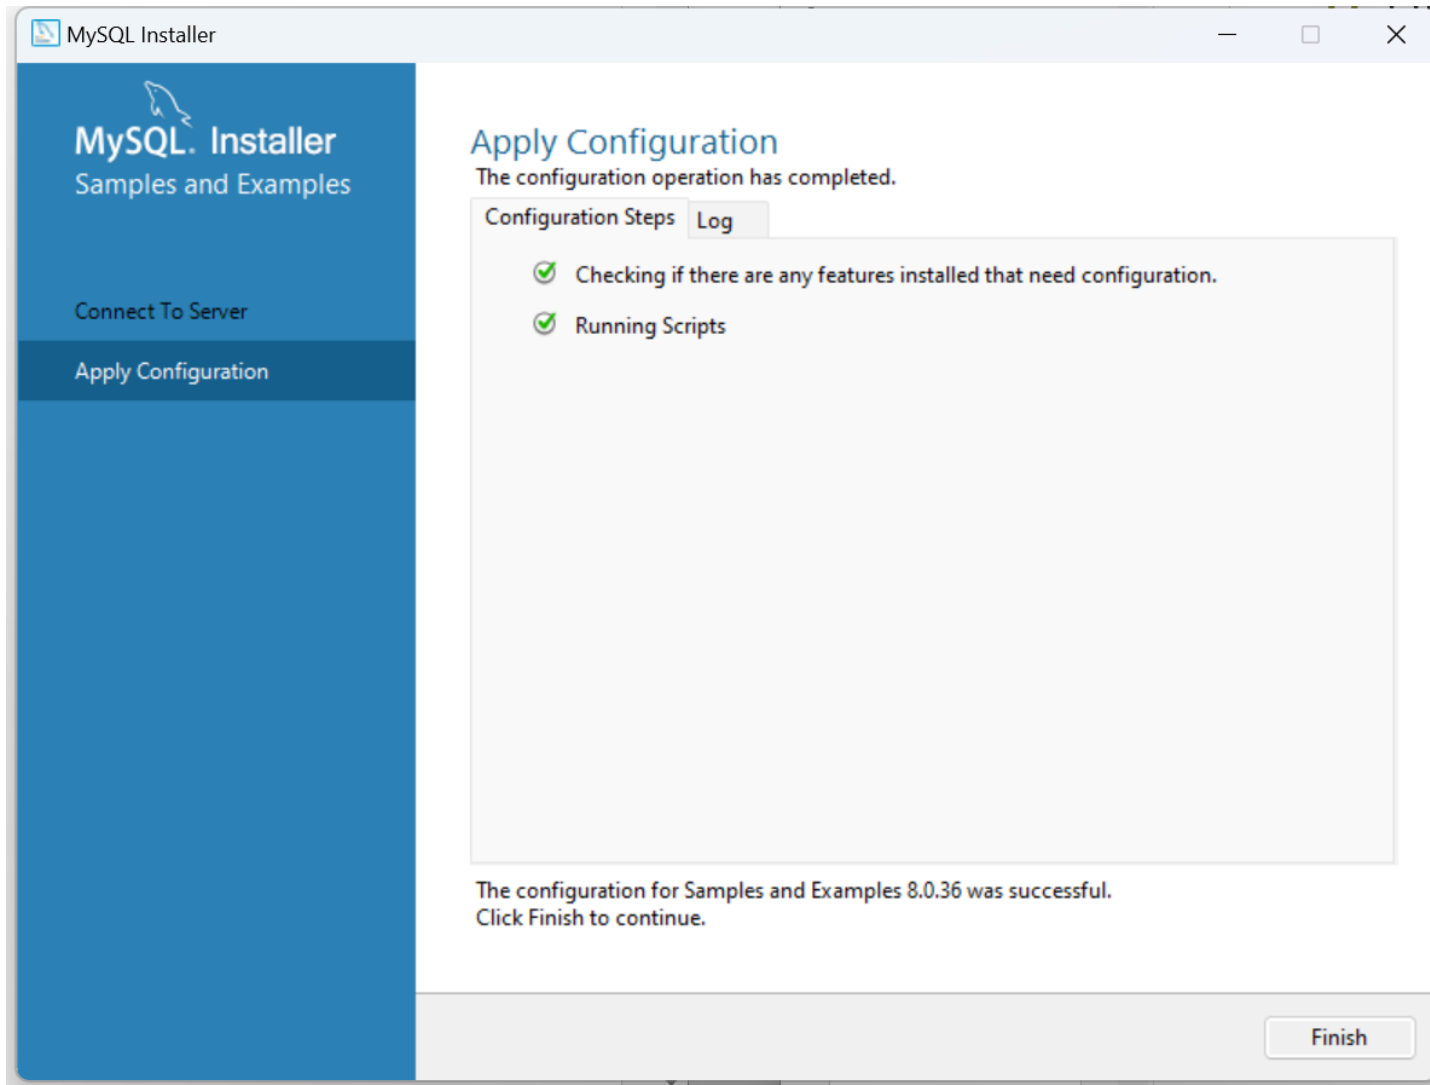 MySQL Installer
MySQL. Installer
Samples and Examples
Connect To Server
Apply Configuration
Apply Configuration
The configuration operation has completed.
Configuration Steps
Log
Checking if there are any features installed that need configuration.
Running Scripts
The configuration for Samples and Examples 8.0.36 was successful.
Click Finish to continue.
Finish